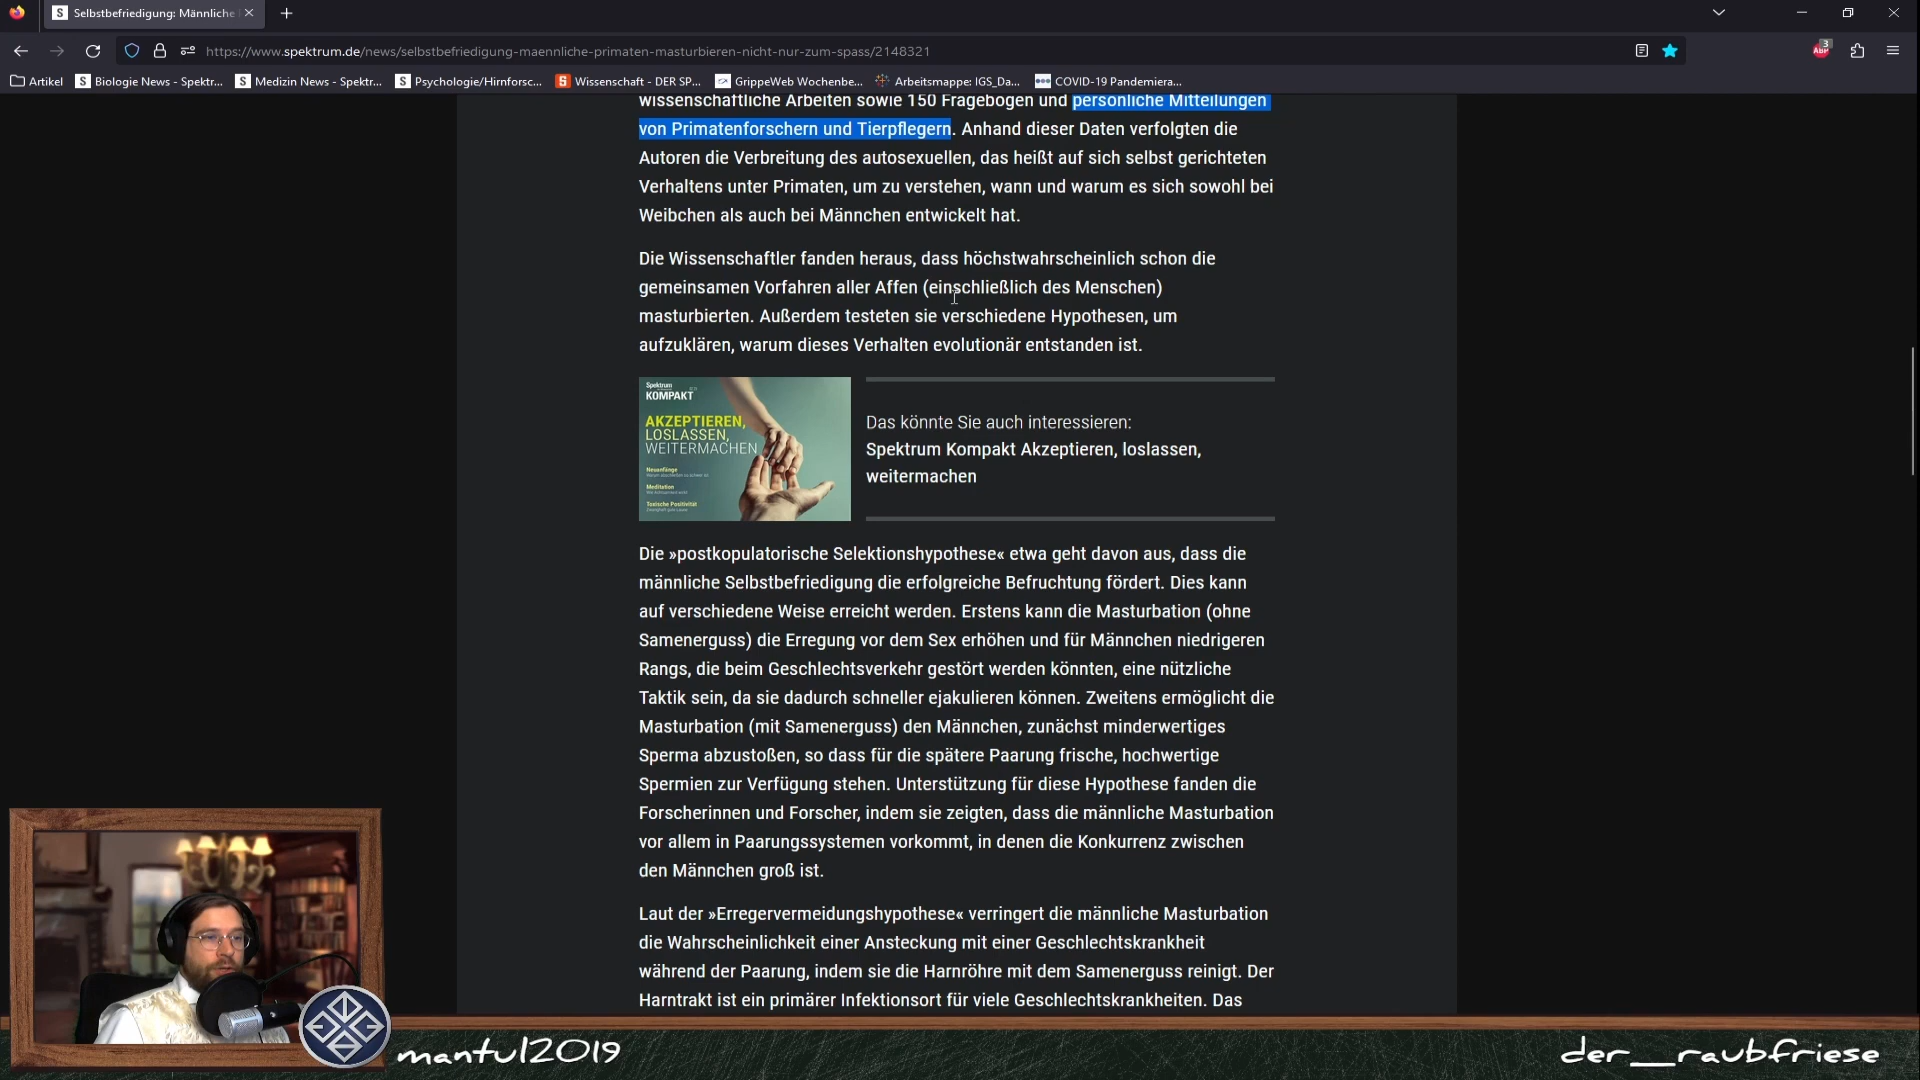 S Selbstbefriedigung: Männliche
https://www.spektrum.de/news/selbstbefriedigung-maennliche-primaten-masturbieren-nicht-nur-zum-spass/2148321
ABP 3
Artikel
S Biologie News - Spektr...
S Medizin News - Spektr...
S Psychologie/Hirnforsc...
S Wissenschaft - DER SP...
GrippeWeb Wochenbe...
Arbeitsmappe: IGS_Da...
COVID-19 Pandemiera...
wissenschaftliche Arbeiten sowie 150 Fragebögen und persönliche Mitteilungen
von Primatenforschern und Tierpflegern. Anhand dieser Daten verfolgten die
Autoren die Verbreitung des autosexuellen, das heißt auf sich selbst gerichteten
Verhaltens unter Primaten, um zu verstehen, wann und warum es sich sowohl bei
Weibchen als auch bei Männchen entwickelt hat.
Die Wissenschaftler fanden heraus, dass höchstwahrscheinlich schon die
gemeinsamen Vorfahren aller Affen (einschließlich des Menschen)
masturbierten. Außerdem testeten sie verschiedene Hypothesen, um
aufzuklären, warum dieses Verhalten evolutionär entstanden ist.
Spektrum
KOMPAKT
AKZEPTIEREN,
LOSLASSEN,
WEITERMACHEN
Neuanfänge
Meditation
Toxische Positivität
Das könnte Sie auch interessieren:
Spektrum Kompakt Akzeptieren, loslassen,
weitermachen
Die »postkopulatorische Selektionshypothese« etwa geht davon aus, dass die
männliche Selbstbefriedigung die erfolgreiche Befruchtung fördert. Dies kann
auf verschiedene Weise erreicht werden. Erstens kann die Masturbation (ohne
Samenerguss) die Erregung vor dem Sex erhöhen und für Männchen niedrigeren
Rangs, die beim Geschlechtsverkehr gestört werden könnten, eine nützliche
Taktik sein, da sie dadurch schneller ejakulieren können. Zweitens ermöglicht die
Masturbation (mit Samenerguss) den Männchen, zunächst minderwertiges
Sperma abzustoßen, so dass für die spätere Paarung frische, hochwertige
Spermien zur Verfügung stehen. Unterstützung für diese Hypothese fanden die
Forscherinnen und Forscher, indem sie zeigten, dass die männliche Masturbation
vor allem in Paarungssystemen vorkommt, in denen die Konkurrenz zwischen
den Männchen groß ist.
Laut der »Erregervermeidungshypothese« verringert die männliche Masturbation
die Wahrscheinlichkeit einer Ansteckung mit einer Geschlechtskrankheit
während der Paarung, indem sie die Harnröhre mit dem Samenerguss reinigt. Der
Harntrakt ist ein primärer Infektionsort für viele Geschlechtskrankheiten. Das
mantul2019
der__raubfriese